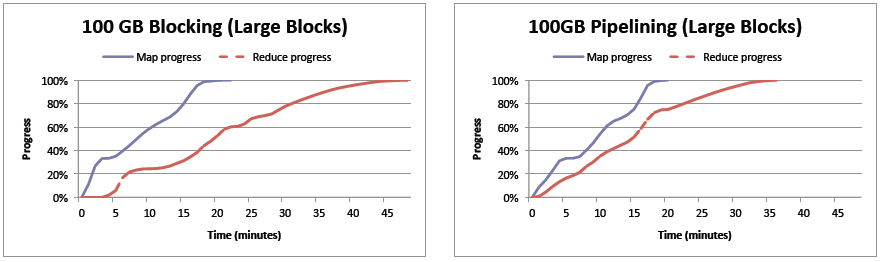 100 GB Blocking (Large Blocks)
Map progress Reduce progress
100%
80%
60%
40%
20%
0%
Progress
0 5 10 15 20 25 30 35 40 45
Time (minutes)
100GB Pipelining (Large Blocks)
Map progress Reduce progress
100%
80%
60%
40%
20%
0%
Progress
0 5 10 15 20 25 30 35 40 45
Time (minutes)